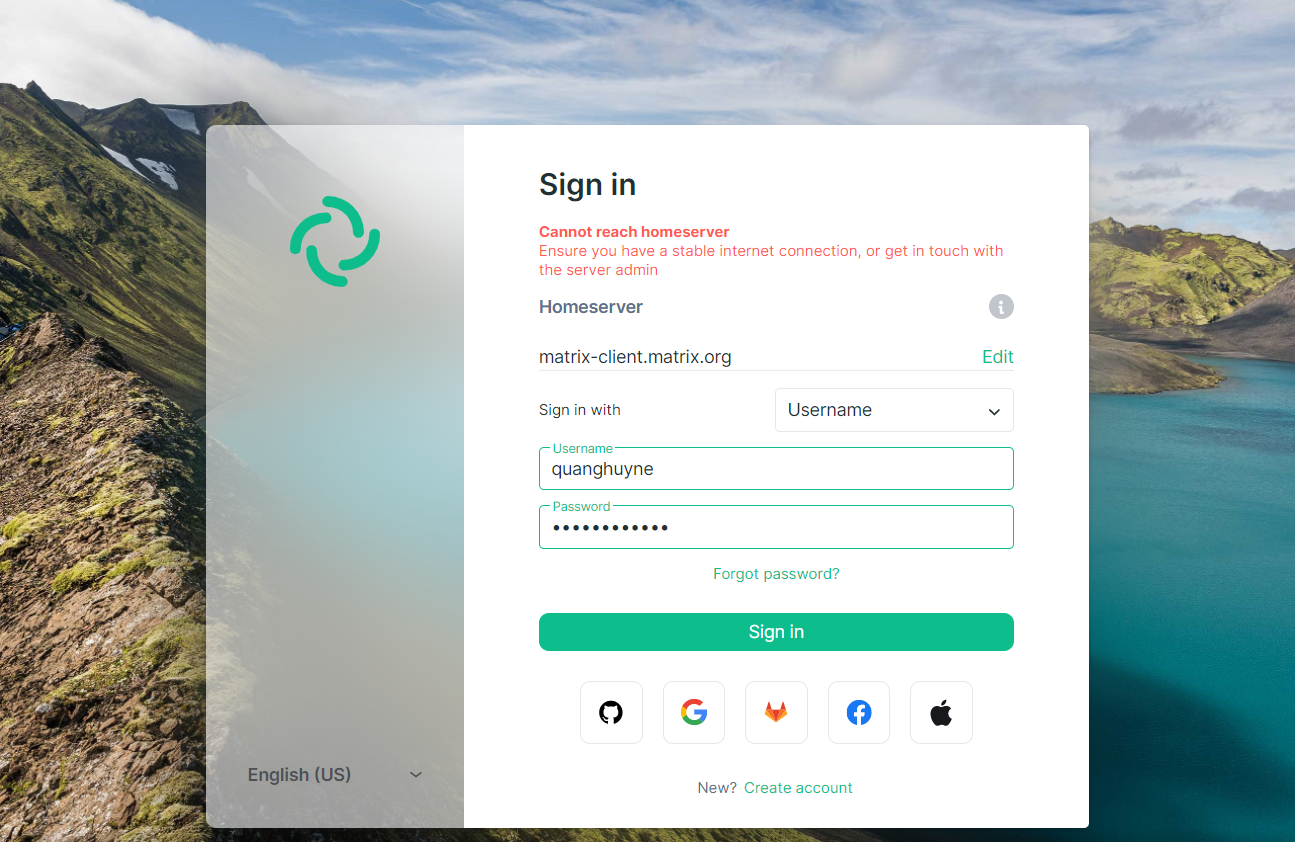 Sign in
Cannot reach homeserver
Ensure you have a stable internet connection, or get in touch with
the server admin
Homeserver
matrix-client.matrix.org Edit
Sign in with Username
Username
quanghuyne
Password
••••••••••••
Forgot password?
Sign in
English (US)
New? Create account